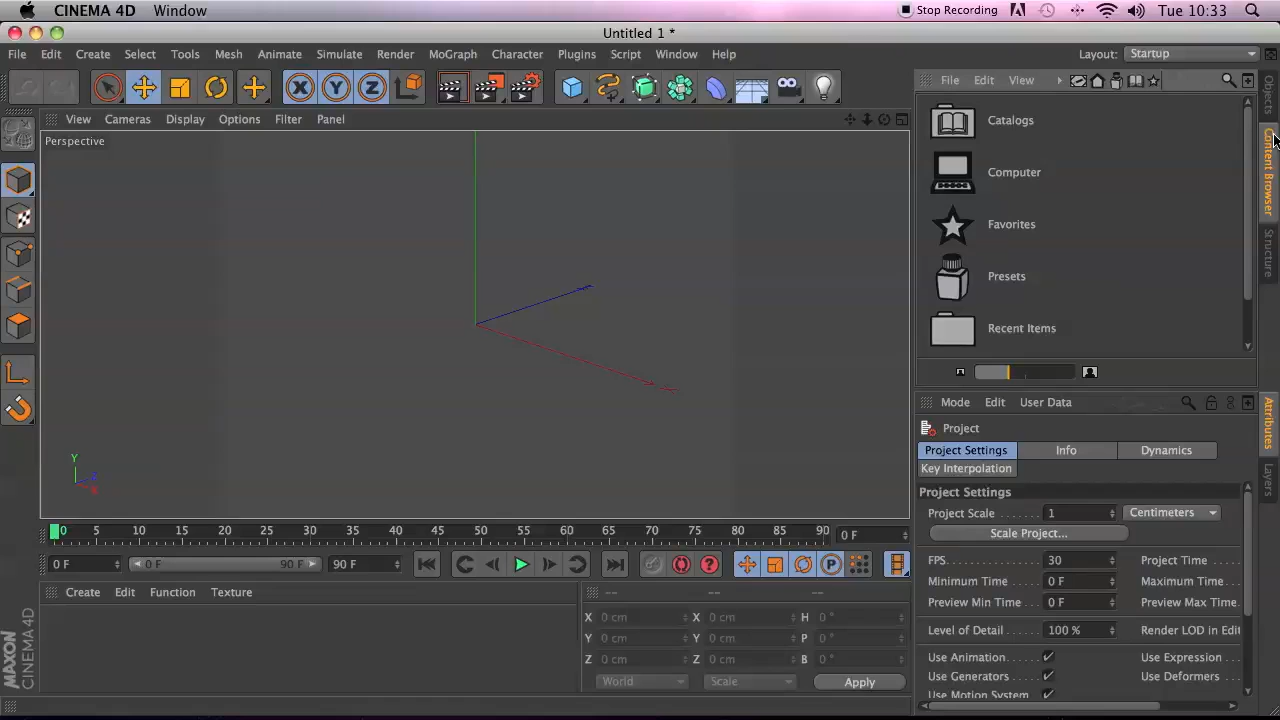 CINEMA 4D Window
Stop Recording
Tue 10:33
Untitled 1 *
File Edit Create Select Tools Mesh Animate Simulate Render MoGraph Character Plugins Script Window Help
Layout: Startup
X Y Z
File Edit View
View Cameras Display Options Filter Panel
Perspective
Catalogs
Computer
Favorites
Presets
Recent Items
Objects
Content Browser
Structure
Y
Mode Edit User Data
Project
Project Settings Info Dynamics
Key Interpolation
Project Settings
Project Scale 1 Centimeters
Scale Project...
FPS 30 Project Time
Minimum Time 0 F Maximum Time
Preview Min Time 0 F Preview Max Time
Level of Detail 100 % Render LOD in Edit
Use Animation Use Expression
Use Generators Use Deformers
Use Motion System
Attributes
Layers
0 5 10 15 20 25 30 35 40 45 50 55 60 65 70 75 80 85 90 0 F
0 F 0 F 90 F 90 F
P
Create Edit Function Texture
-- -- --
X 0 cm X 0 cm H 0 °
Y 0 cm Y 0 cm P 0 °
Z 0 cm Z 0 cm B 0 °
World Scale Apply
MAXON
CINEMA 4D